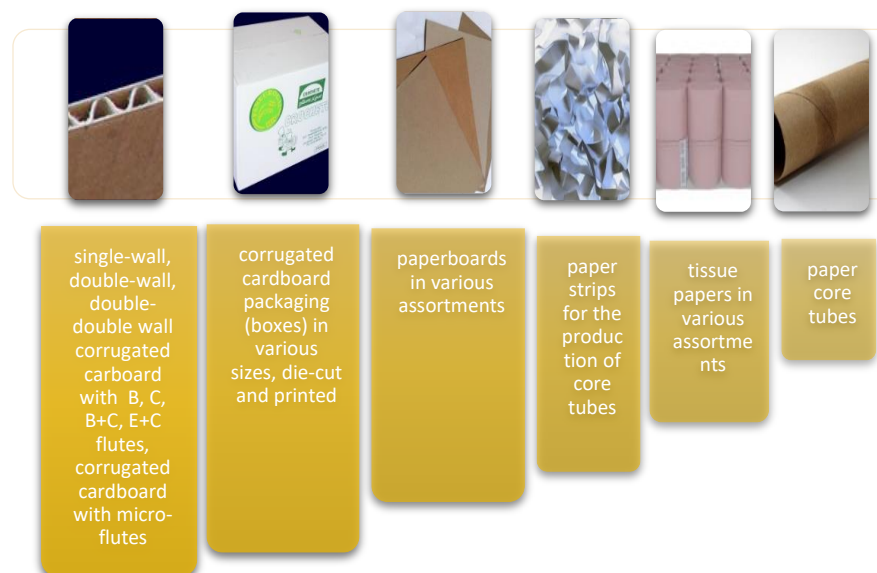 single-wall,
double-wall,
double-
double wall
corrugated
carboard
with B, C,
B+C, E+C
flutes,
corrugated
cardboard
with micro-
flutes
corrugated
cardboard
packaging
(boxes) in
various
sizes, die-cut
and printed
paperboards
in various
assortments
paper
strips
for the
produc
tion of
core
tubes
tissue
papers in
various
assortme
nts
paper
core
tubes